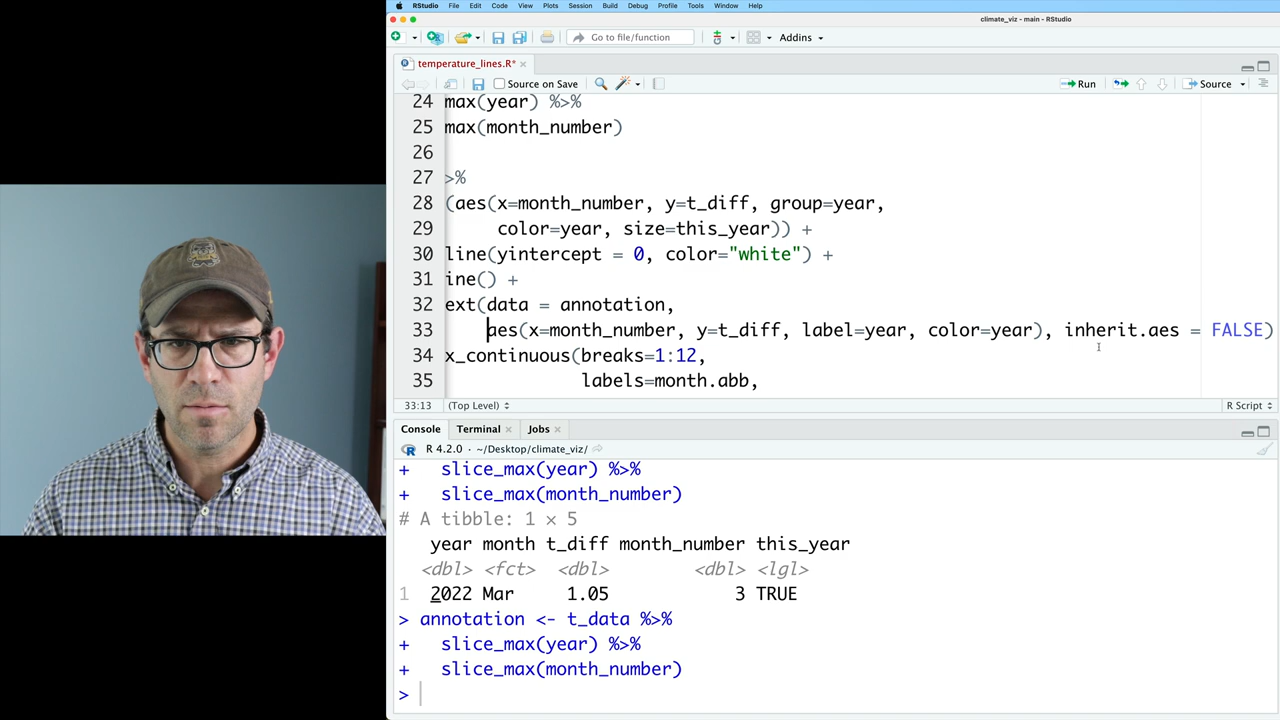 RStudio File Edit Code View Plots Session Build Debug Profile Tools Window Help
climate_viz - main - RStudio
Go to file/function Addins
temperature_lines.R*
Source on Save Run Source
24 max(year) %>%
25 max(month_number)
26
27 >%
28 (aes(x=month_number, y=t_diff, group=year,
29 color=year, size=this_year)) +
30 line(yintercept = 0, color="white") +
31 ine() +
32 ext(data = annotation,
33 aes(x=month_number, y=t_diff, label=year, color=year), inherit.aes = FALSE)
34 x_continuous(breaks=1:12,
35 labels=month.abb,
33:13 (Top Level) R Script
Console Terminal Jobs
R 4.2.0 · ~/Desktop/climate_viz/
+ slice_max(year) %>%
+ slice_max(month_number)
# A tibble: 1 × 5
year month t_diff month_number this_year
<dbl> <fct> <dbl> <dbl> <lgl>
1 2022 Mar 1.05 3 TRUE
> annotation <- t_data %>%
+ slice_max(year) %>%
+ slice_max(month_number)
>